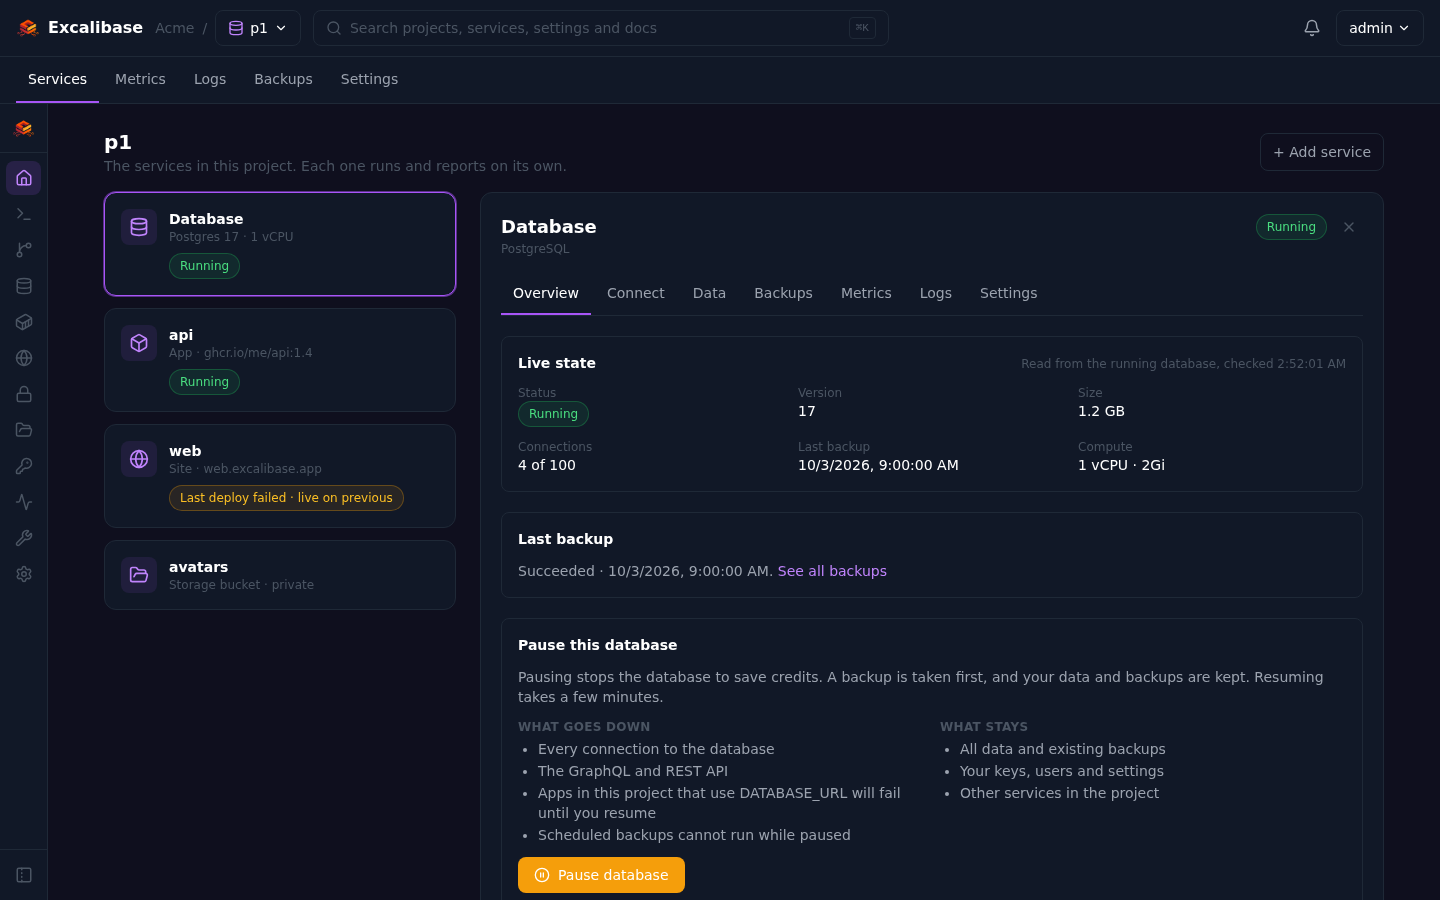 Excalibase Acme / p1 Search projects, services, settings and docs ⌘K admin
Services Metrics Logs Backups Settings
p1
The services in this project. Each one runs and reports on its own.
+ Add service
Database
Postgres 17 · 1 vCPU
Running
api
App · ghcr.io/me/api:1.4
Running
web
Site · web.excalibase.app
Last deploy failed · live on previous
avatars
Storage bucket · private
Database
PostgreSQL
Running
Overview Connect Data Backups Metrics Logs Settings
Live state
Read from the running database, checked 2:52:01 AM
Status Version Size
Running 17 1.2 GB
Connections Last backup Compute
4 of 100 10/3/2026, 9:00:00 AM 1 vCPU · 2Gi
Last backup
Succeeded · 10/3/2026, 9:00:00 AM. See all backups
Pause this database
Pausing stops the database to save credits. A backup is taken first, and your data and backups are kept. Resuming
takes a few minutes.
WHAT GOES DOWN
• Every connection to the database
• The GraphQL and REST API
• Apps in this project that use DATABASE_URL will fail
until you resume
• Scheduled backups cannot run while paused
WHAT STAYS
• All data and existing backups
• Your keys, users and settings
• Other services in the project
Pause database